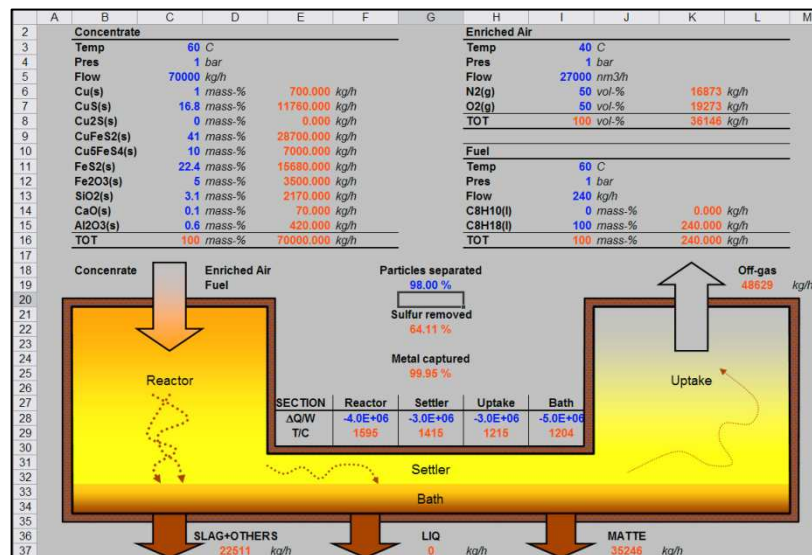 A B C D E F G H I J K L M
2 Concentrate Enriched Air
3 Temp 60 C Temp 40 C
4 Pres 1 bar Pres 1 bar
5 Flow 70000 kg/h Flow 27000 nm3/h
6 Cu(s) 1 mass-% 700.000 kg/h N2(g) 50 vol-% 16873 kg/h
7 CuS(s) 16.8 mass-% 11760.000 kg/h O2(g) 50 vol-% 19273 kg/h
8 Cu2S(s) 0 mass-% 0.000 kg/h TOT 100 vol-% 36146 kg/h
9 CuFeS2(s) 41 mass-% 28700.000 kg/h
10 Cu5FeS4(s) 10 mass-% 7000.000 kg/h Fuel
11 FeS2(s) 22.4 mass-% 15680.000 kg/h Temp 60 C
12 Fe2O3(s) 5 mass-% 3500.000 kg/h Pres 1 bar
13 SiO2(s) 3.1 mass-% 2170.000 kg/h Flow 240 kg/h
14 CaO(s) 0.1 mass-% 70.000 kg/h C8H10(l) 0 mass-% 0.000 kg/h
15 Al2O3(s) 0.6 mass-% 420.000 kg/h C8H18(l) 100 mass-% 240.000 kg/h
16 TOT 100 mass-% 70000.000 kg/h TOT 100 mass-% 240.000 kg/h
17
18 Concenrate Enriched Air Particles separated Off-gas
19 Fuel 98.00 % 48629 kg/h
20
21 Sulfur removed
22 64.11 %
23
24 Metal captured
25 99.95 %
Reactor Uptake
26
27 SECTION Reactor Settler Uptake Bath
28 ΔQ/W -4.0E+06 -3.0E+06 -3.0E+06 -5.0E+06
29 T/C 1595 1415 1215 1204
30
31 Settler
32
33 Bath
34
35
36 SLAG+OTHERS LIQ MATTE
37 22511 kg/h 0 kg/h 35246 kg/h